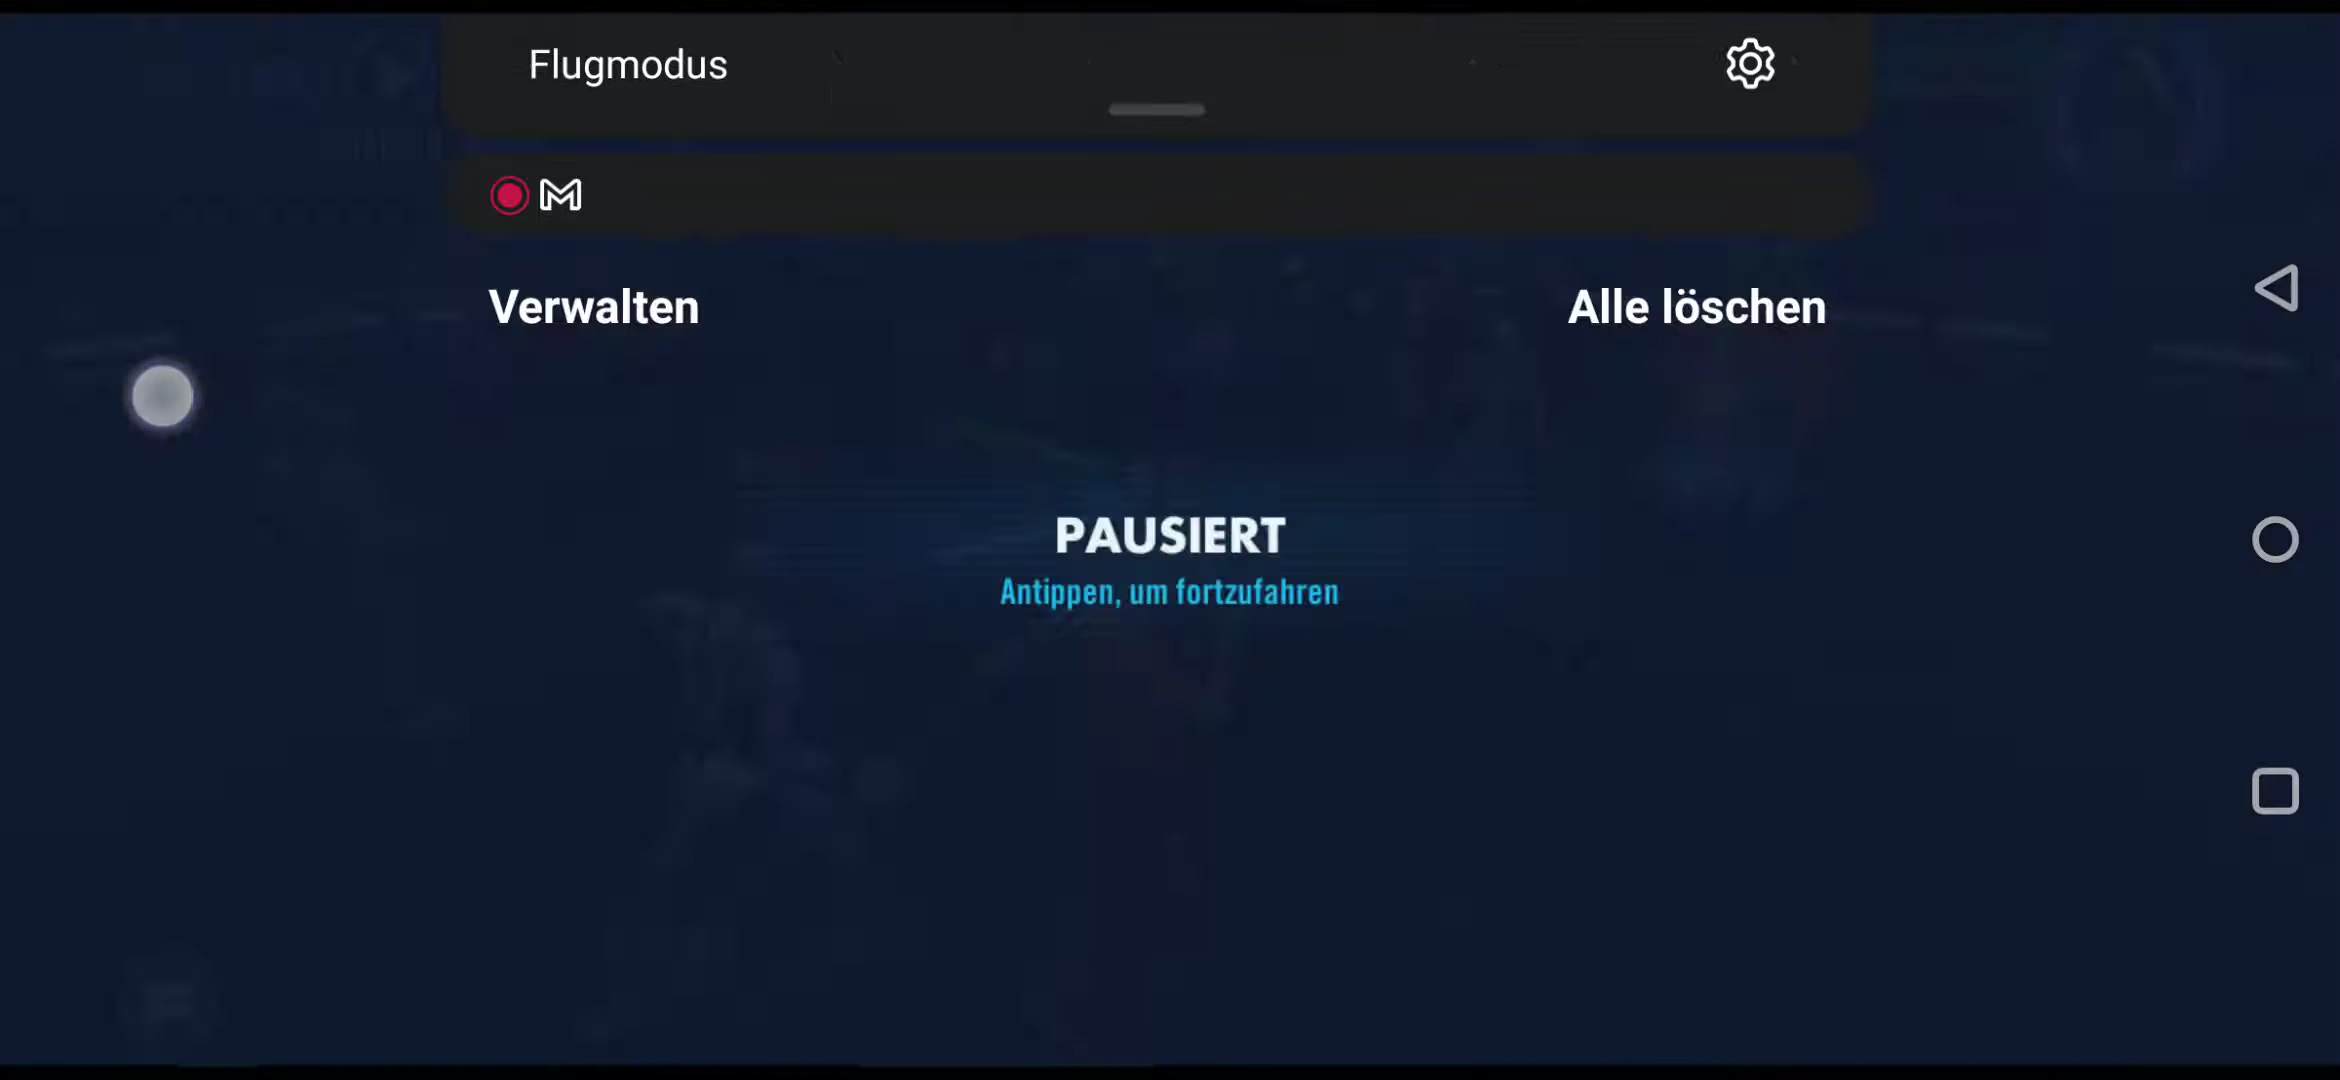 Flugmodus
Verwalten
Alle löschen
PAUSIERT
Antippen, um fortzufahren